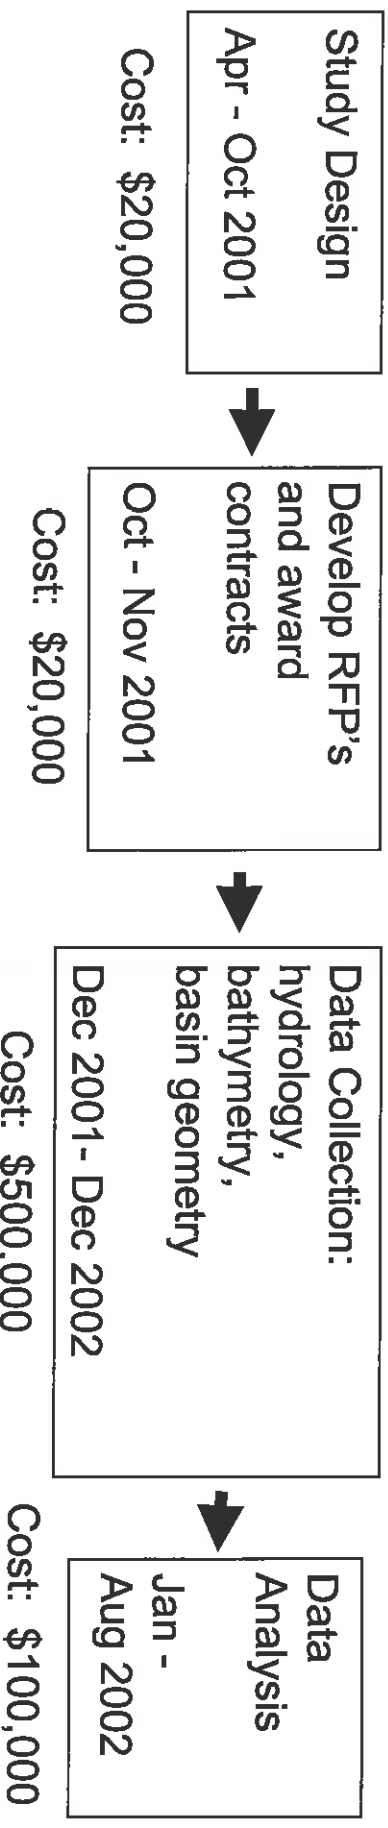 Study Design
Apr - Oct 2001
Cost: $20,000
Develop RFP's
and award
contracts
Oct - Nov 2001
Cost: $20,000
Data Collection:
hydrology,
bathymetry,
basin geometry
Dec 2001- Dec 2002
Cost: $500.000
Data
Analysis
Jan -
Aug 2002
Cost: $100,000